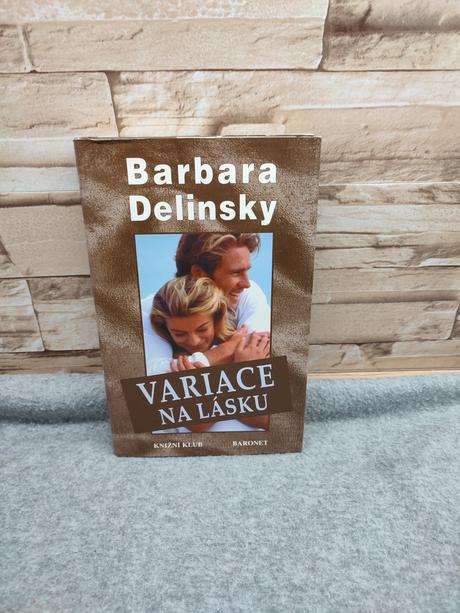 Barbara
Delinsky
VARIACE
NA LÁSKU
KNIŽNÍ KLUB BARONET